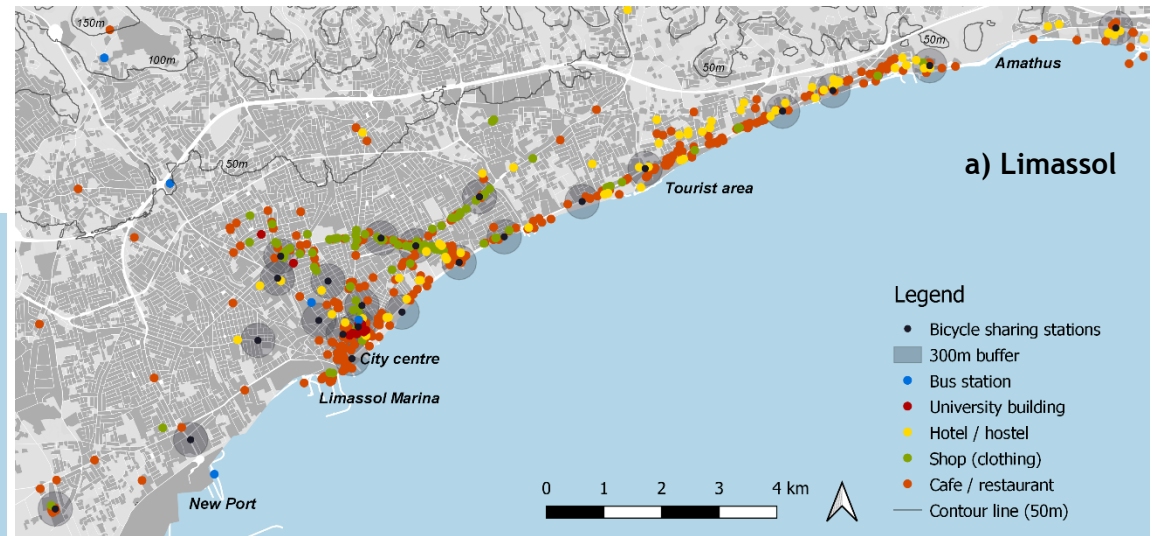 150m
100m
50m
50m
50m
Amathus
a) Limassol
Tourist area
City centre
Limassol Marina
New Port
Legend
Bicycle sharing stations
300m buffer
Bus station
University building
Hotel / hostel
Shop (clothing)
Cafe / restaurant
Contour line (50m)
0 1 2 3 4 km